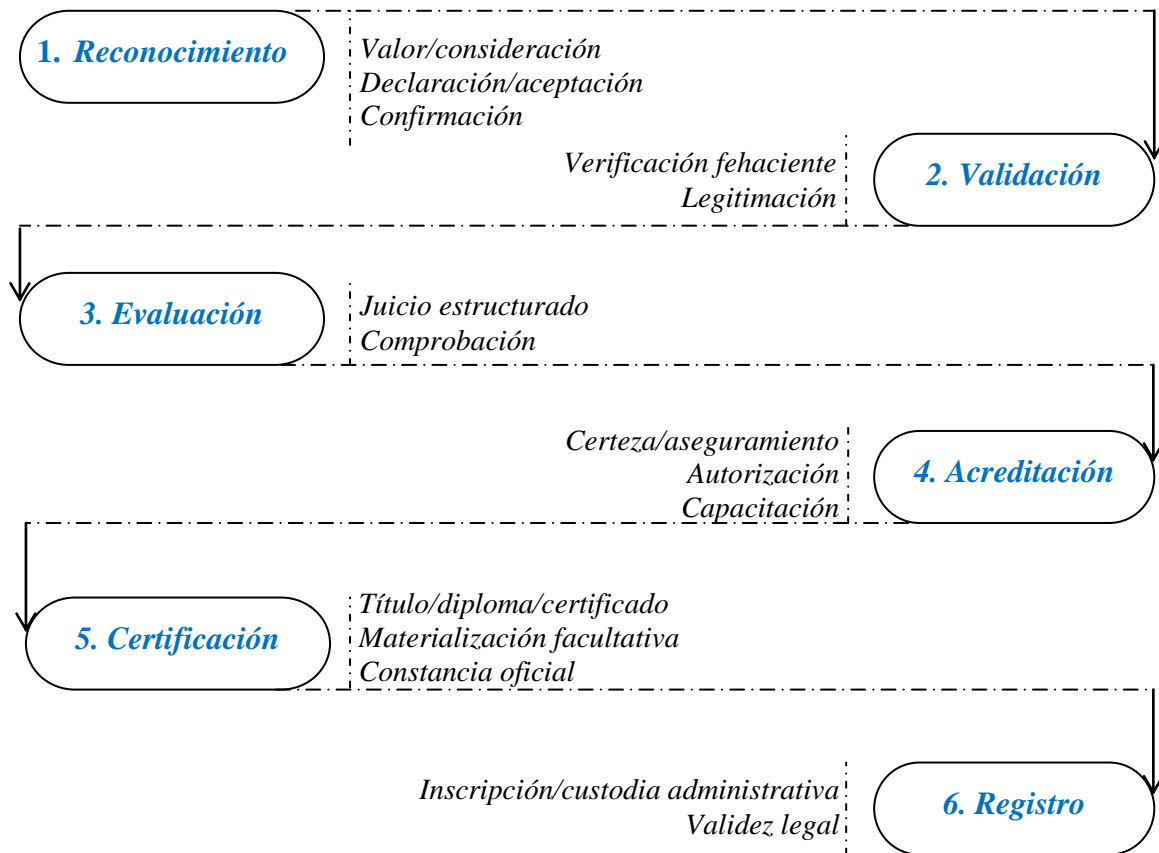 1. Reconocimiento
Valor/consideración
Declaración/aceptación
Confirmación
Verificación fehaciente
Legitimación
2. Validación
3. Evaluación
Juicio estructurado
Comprobación
Certeza/aseguramiento
Autorización
Capacitación
4. Acreditación
5. Certificación
Título/diploma/certificado
Materialización facultativa
Constancia oficial
Inscripción/custodia administrativa
Validez legal
6. Registro